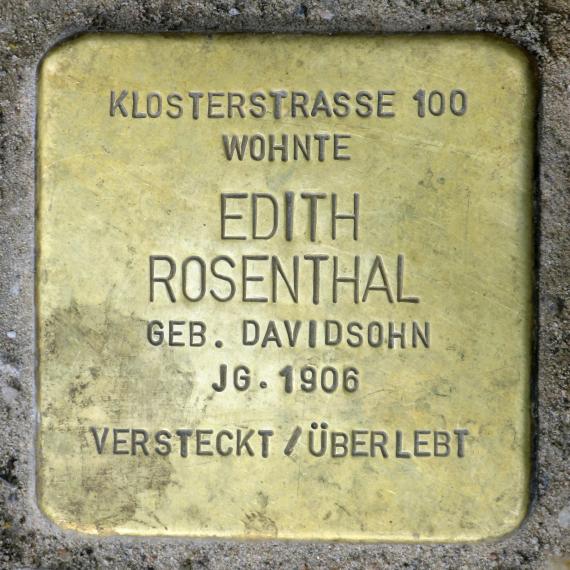 KLOSTERSTRASSE 100
WOHNTE
EDITH
ROSENTHAL
GEB. DAVIDSOHN
JG. 1906
VERSTECKT / ÜBERLEBT